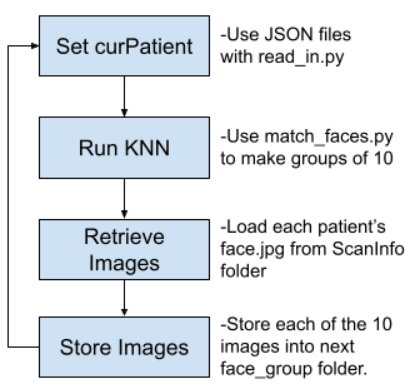 Set curPatient
-Use JSON files
with read_in.py
Run KNN
-Use match_faces.py
to make groups of 10
Retrieve
Images
-Load each patient's
face.jpg from ScanInfo
folder
Store Images
-Store each of the 10
images into next
face_group folder.